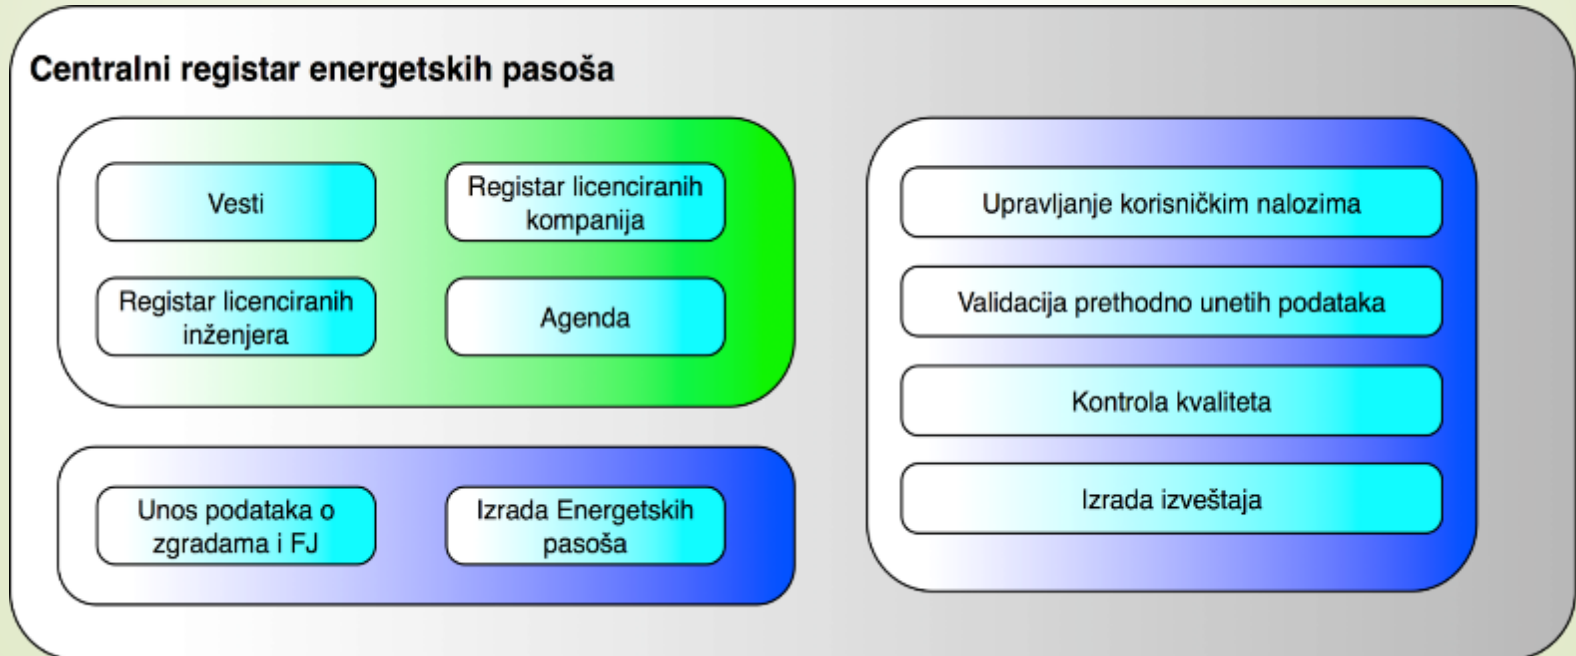 Centralni registar energetskih pasoša
Vesti
Registar licenciranih
kompanija
Registar licenciranih
inženjera
Agenda
Unos podataka o
zgradama i FJ
Izrada Energetskih
pasoša
Upravljanje korisničkim nalozima
Validacija prethodno unetih podataka
Kontrola kvaliteta
Izrada izveštaja